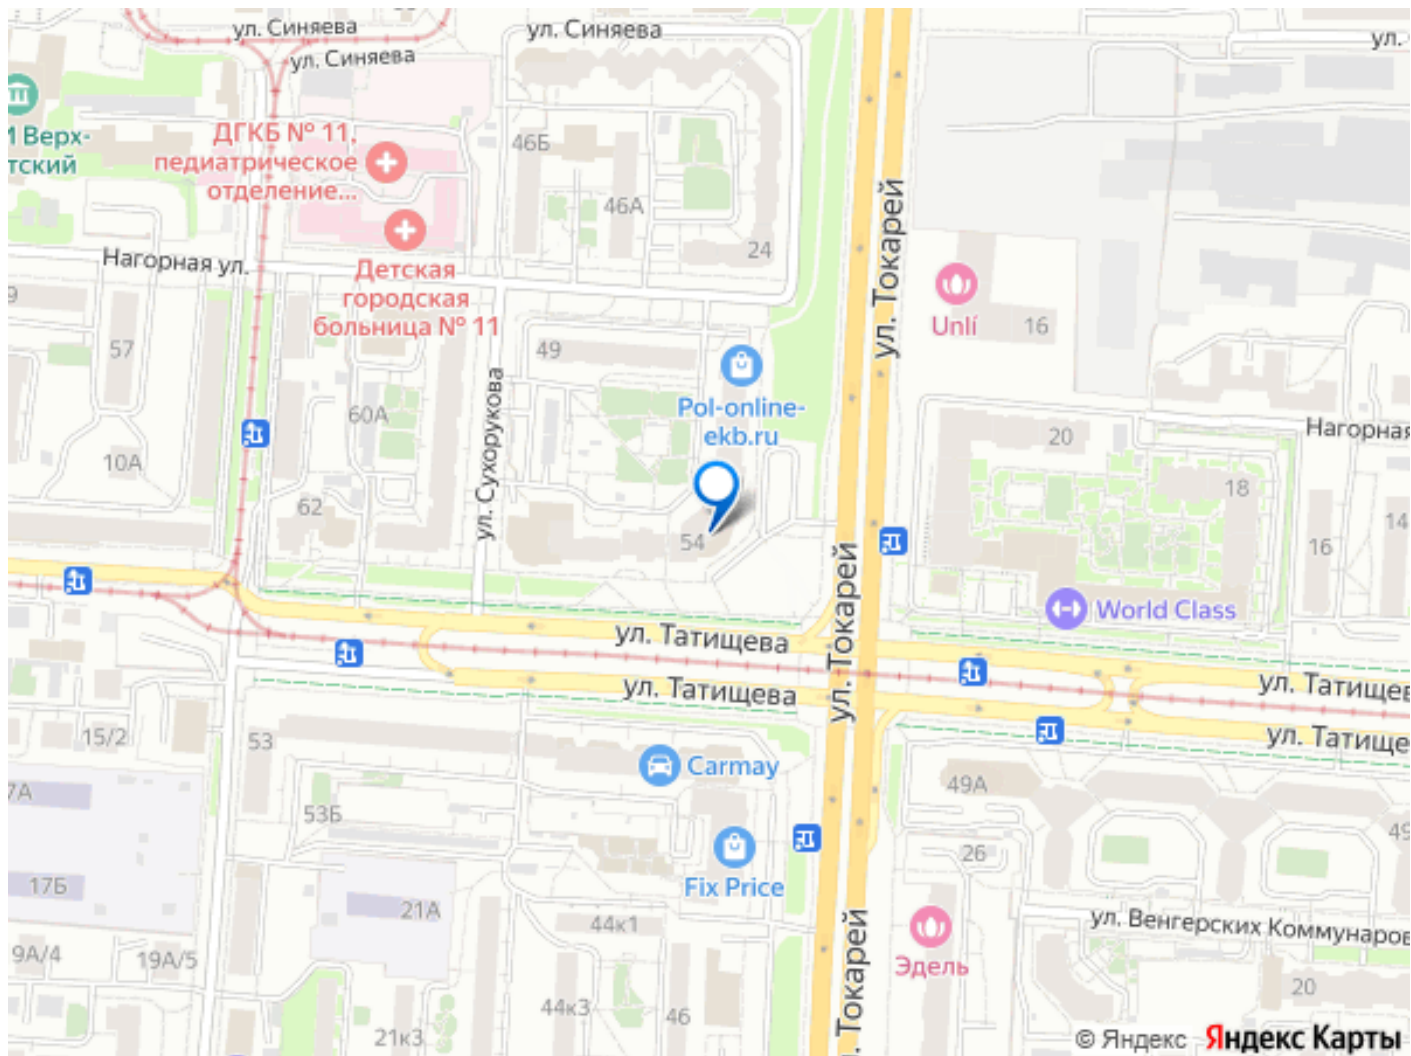 ул. Синяева
ул. Синяева
ул. Синяева
ул.
Верх-
тский
ДГКБ № 11,
педиатрическое
отделение...
46Б
46А
24
Нагорная ул.
Детская
городская
больница № 11
ул. Токарей
Unlí
16
9
57
49
60А
ул. Сухорукова
Pol-online-
ekb.ru
20
Нагорная
10А
62
54
18
14
16
ул. Токарей
World Class
ул. Татищева
ул. Татищева
ул. Татищев
ул. Татище
15/2
53
Carmay
49А
7А
53Б
49
26
Fix Price
17Б
21А
44к1
ул. Венгерских Коммунаров
9А/4
19А/5
Эдель
44к3
46
20
21к3
. Токарей
© Яндекс Яндекс Карты